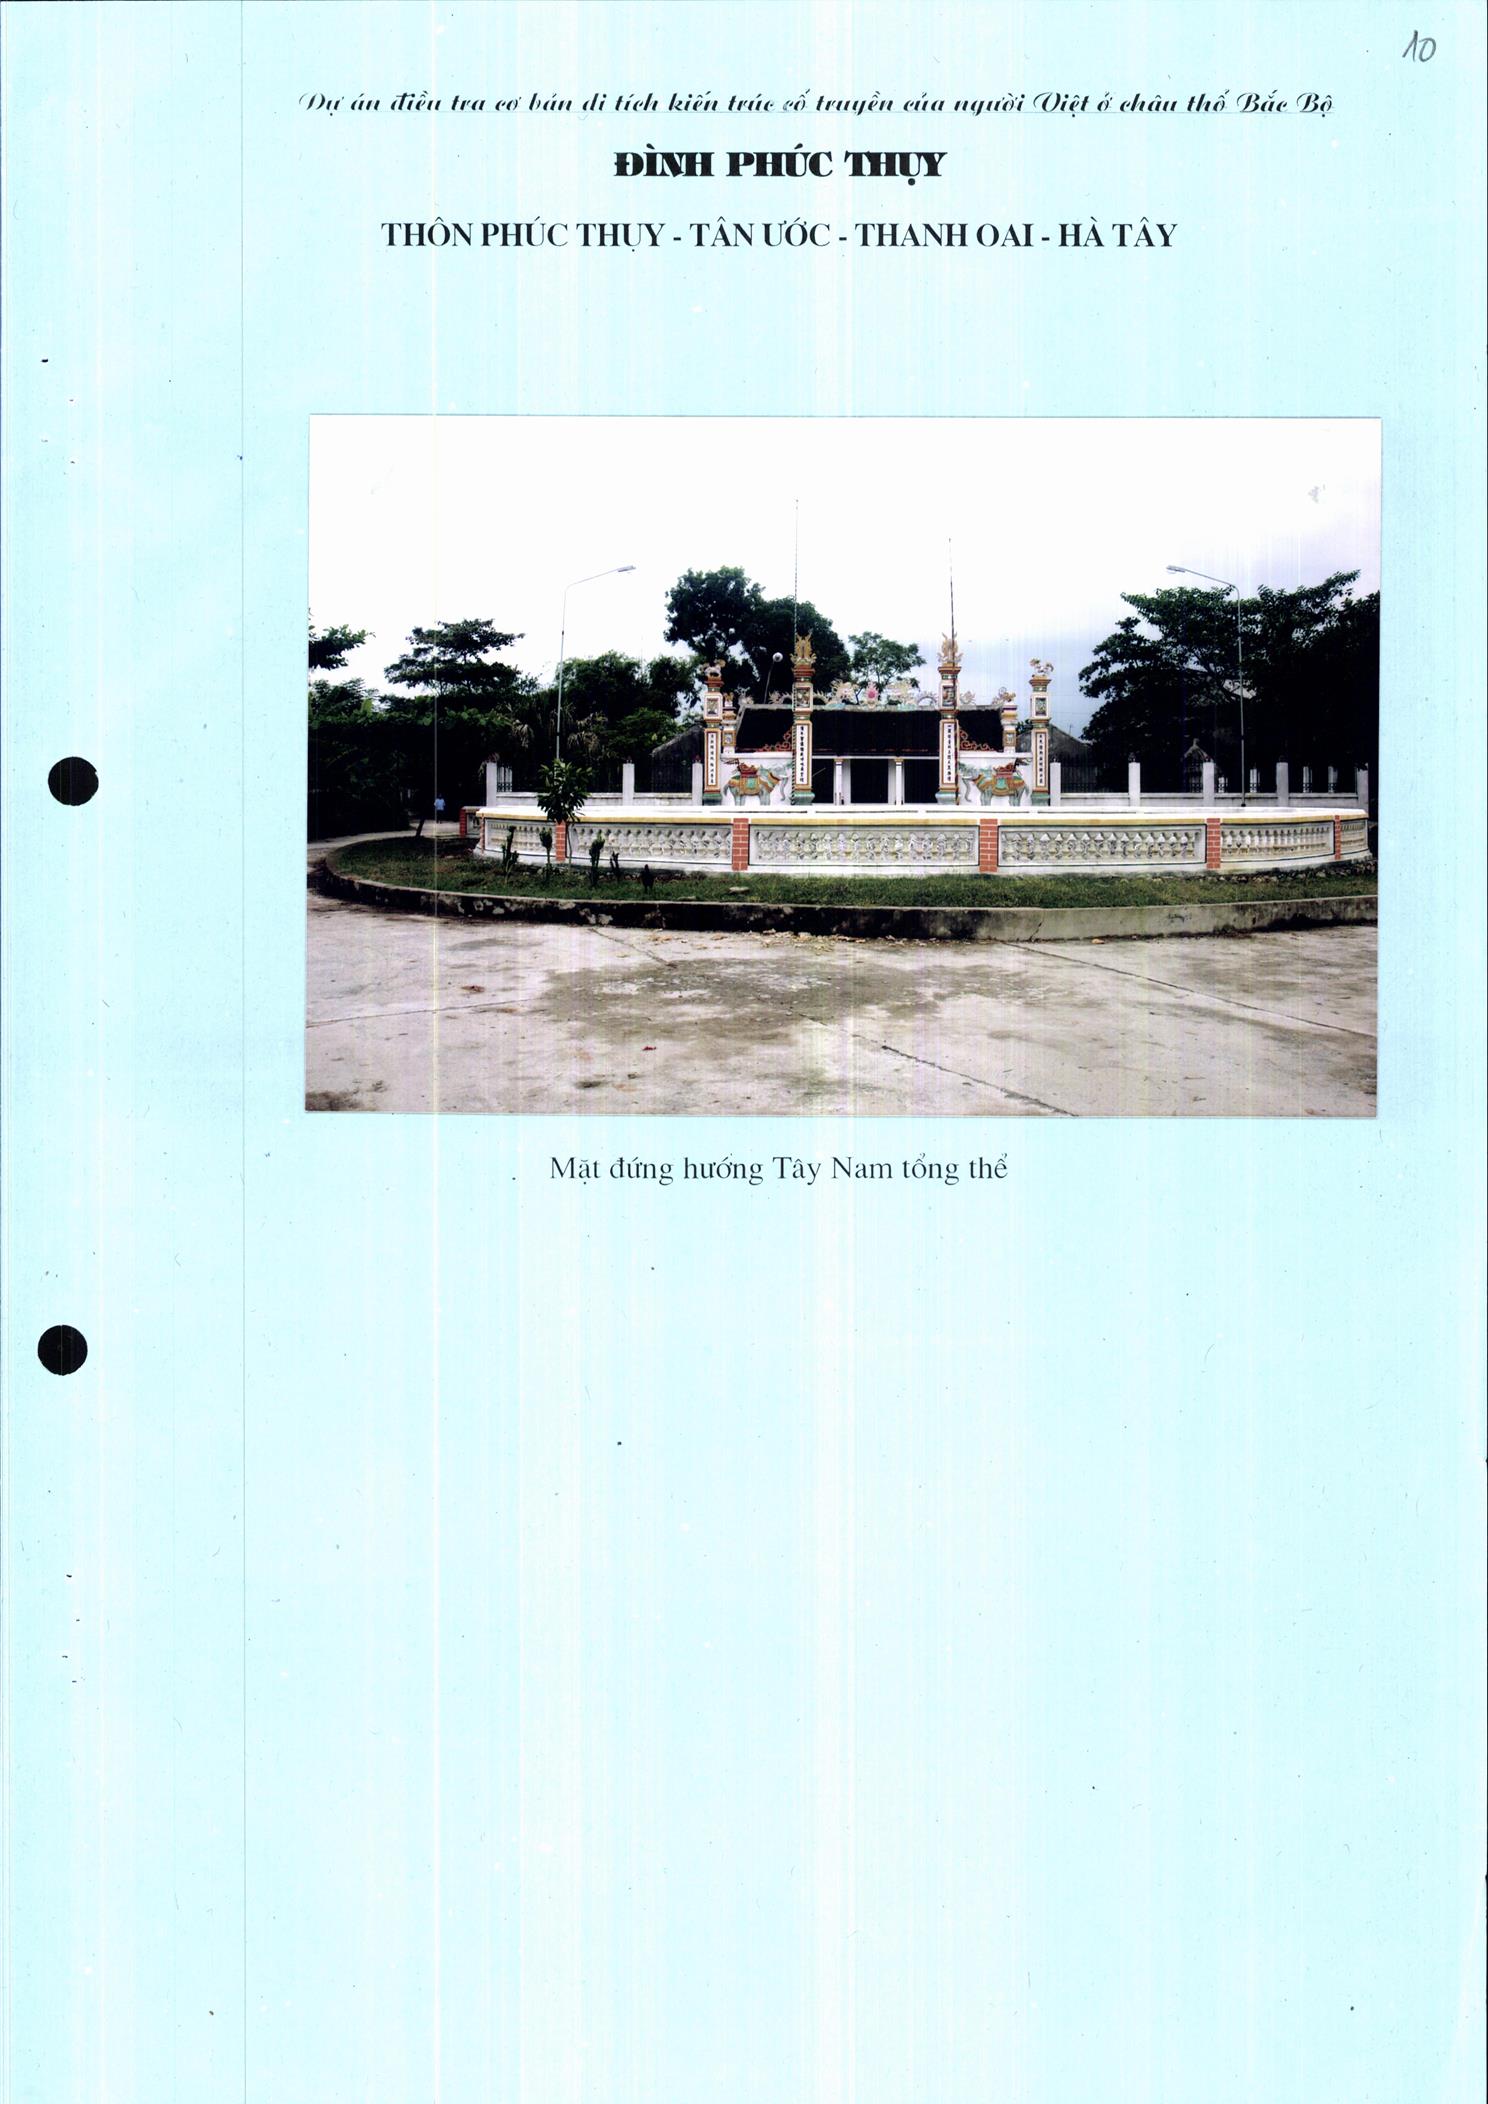 10
Dự án điều tra cơ bản di tích kiến trúc cổ truyền của người Việt ở châu thổ Bắc Bộ
ĐÌNH PHÚC THỤY
THÔN PHÚC THỤY - TÂN ƯỚC - THANH OAI - HÀ TÂY
Mặt đứng hướng Tây Nam tổng thể